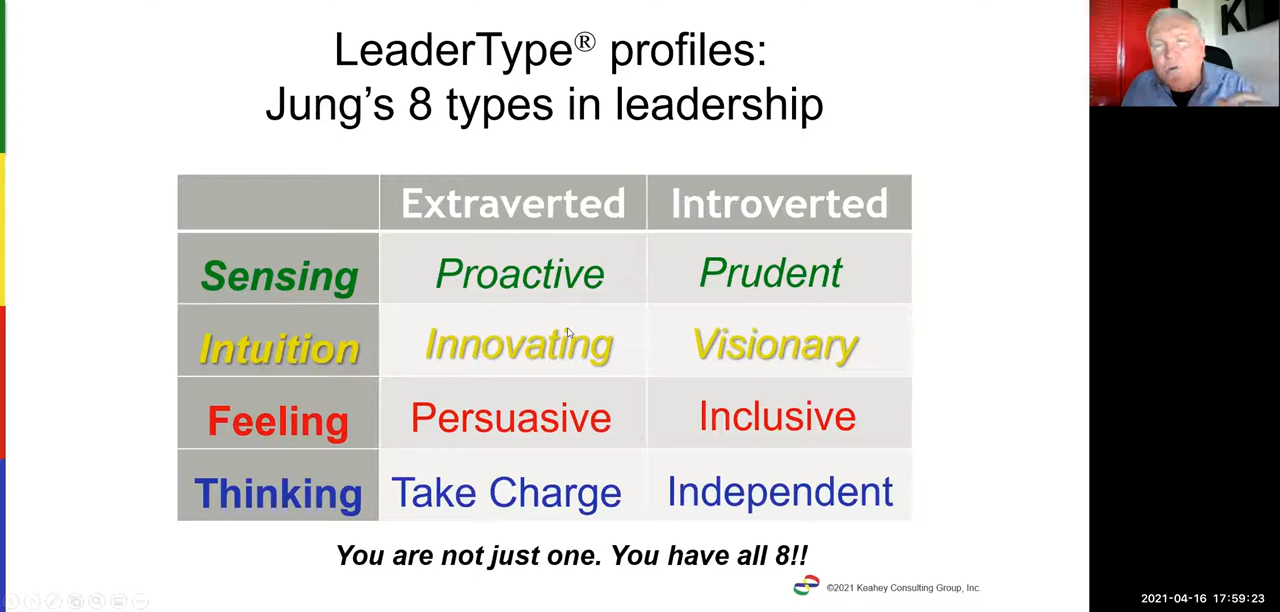 LeaderType® profiles:
Jung's 8 types in leadership
Extraverted Introverted
Sensing Proactive Prudent
Intuition Innovating Visionary
Feeling Persuasive Inclusive
Thinking Take Charge Independent
You are not just one. You have all 8!!
©2021 Keahey Consulting Group, Inc.
2021-04-16 17:59:23